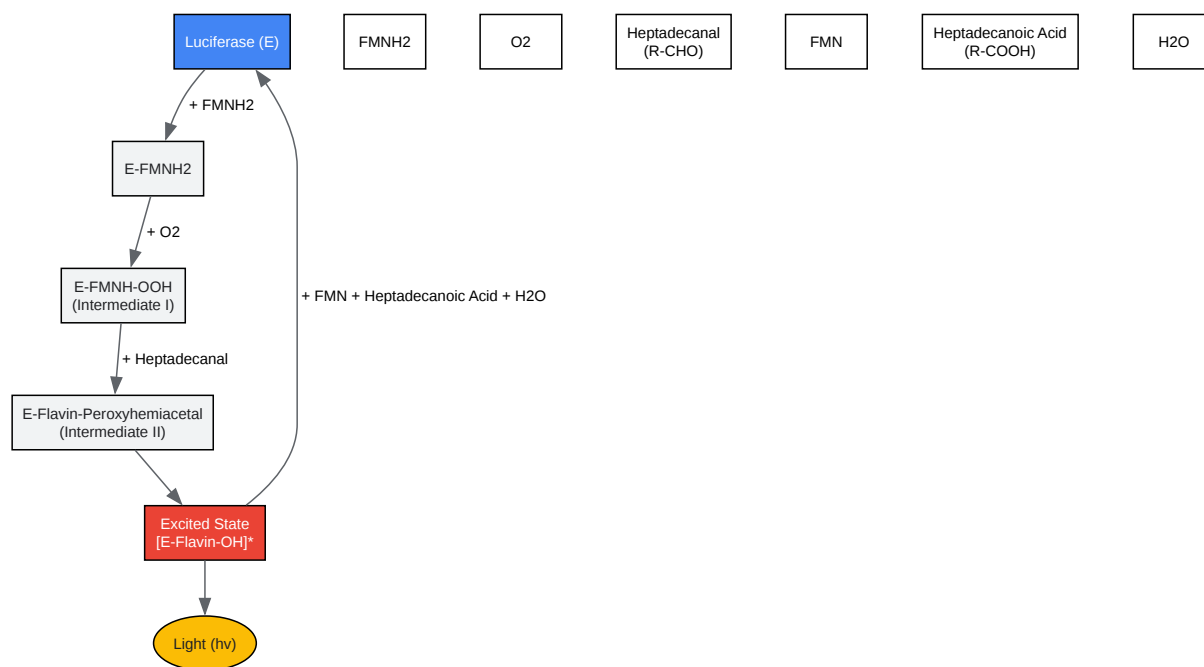 Luciferase (E)
FMNH2
O2
Heptadecanal
(R-CHO)
FMN
Heptadecanoic Acid
(R-COOH)
H2O
+ FMNH2
E-FMNH2
+ O2
E-FMNH-OOH
(Intermediate I)
+ FMN + Heptadecanoic Acid + H2O
+ Heptadecanal
E-Flavin-Peroxyhemiacetal
(Intermediate II)
Excited State
[E-Flavin-OH]*
Light (hv)